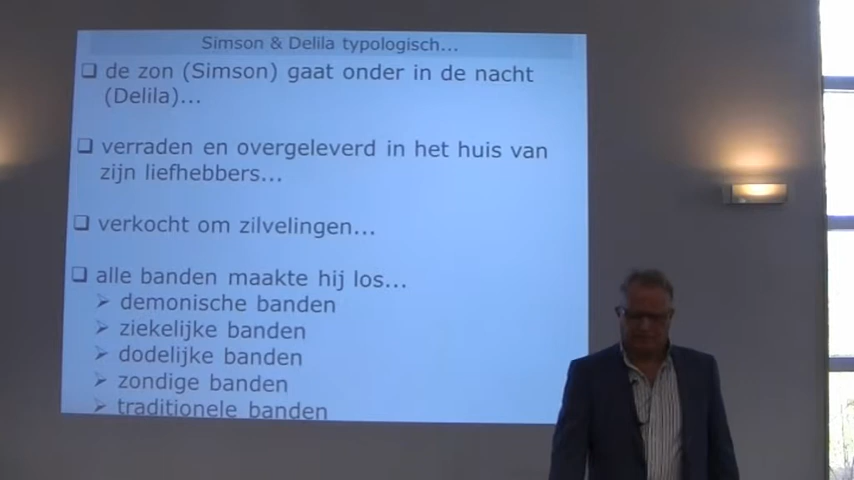 Simson & Delila typologisch...
de zon (Simson) gaat onder in de nacht
(Delila)...
verraden en overgeleverd in het huis van
zijn liefhebbers...
verkocht om zilvelingen...
alle banden maakte hij los...
demonische banden
ziekelijke banden
dodelijke banden
zondige banden
traditionele banden